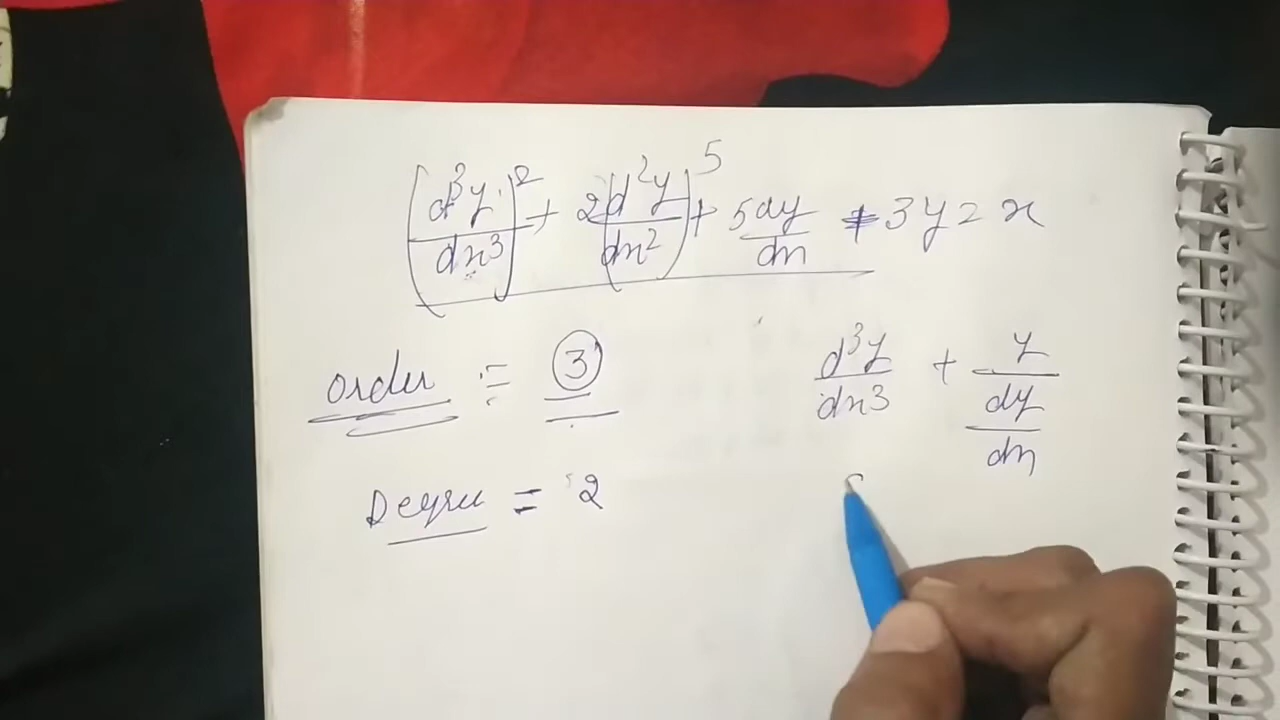 (d³y/dx³)² + 2(d²y/dx²)⁵ + 5dy/dx + 3y = x
order = 3
d³y/dx³ + y/(dy/dx)
Degree = 2